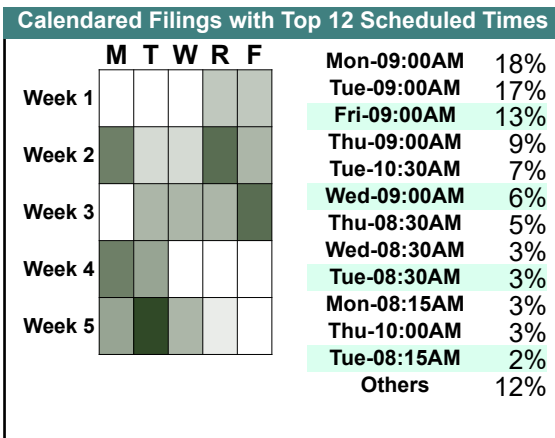 Calendared Filings with Top 12 Scheduled Times
M T W R F
Week 1
Week 2
Week 3
Week 4
Week 5
Mon-09:00AM 18%
Tue-09:00AM 17%
Fri-09:00AM 13%
Thu-09:00AM 9%
Tue-10:30AM 7%
Wed-09:00AM 6%
Thu-08:30AM 5%
Wed-08:30AM 3%
Tue-08:30AM 3%
Mon-08:15AM 3%
Thu-10:00AM 3%
Tue-08:15AM 2%
Others 12%